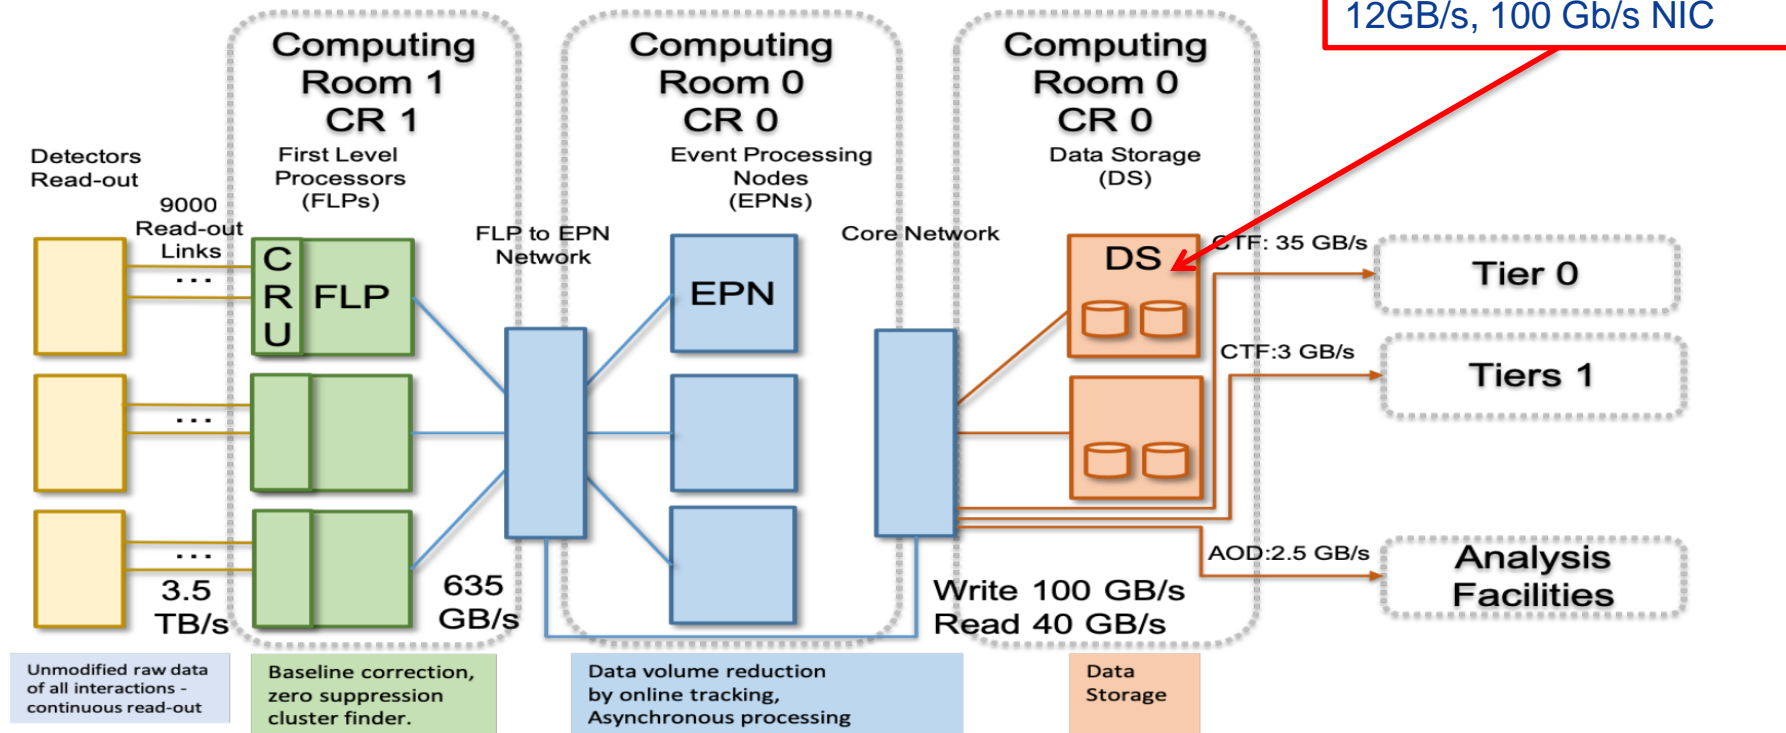 12GB/s, 100 Gb/s NIC
Computing
Room 1
CR 1
First Level
Processors
(FLPs)
Computing
Room 0
CR 0
Event Processing
Nodes
(EPNs)
Computing
Room 0
CR 0
Data Storage
(DS)
Detectors
Read-out
9000
Read-out
Links
...
...
...
3.5
TB/s
C
R
U
FLP
635
GB/s
FLP to EPN
Network
EPN
Core Network
DS
Write 100 GB/s
Read 40 GB/s
CTF: 35 GB/s
Tier 0
CTF:3 GB/s
Tiers 1
AOD:2.5 GB/s
Analysis
Facilities
Unmodified raw data
of all interactions -
continuous read-out
Baseline correction,
zero suppression
cluster finder.
Data volume reduction
by online tracking,
Asynchronous processing
Data
Storage